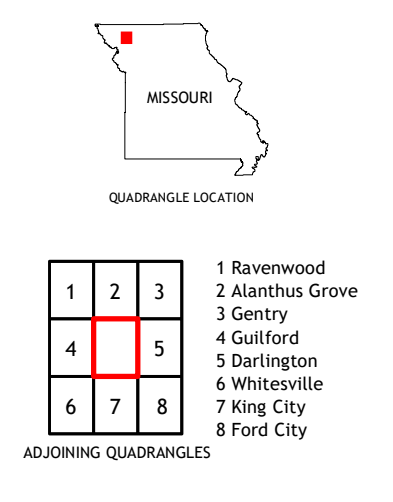 MISSOURI
QUADRANGLE LOCATION
1 2 3
4 5
6 7 8
1 Ravenwood
2 Alanthus Grove
3 Gentry
4 Guilford
5 Darlington
6 Whitesville
7 King City
8 Ford City
ADJOINING QUADRANGLES